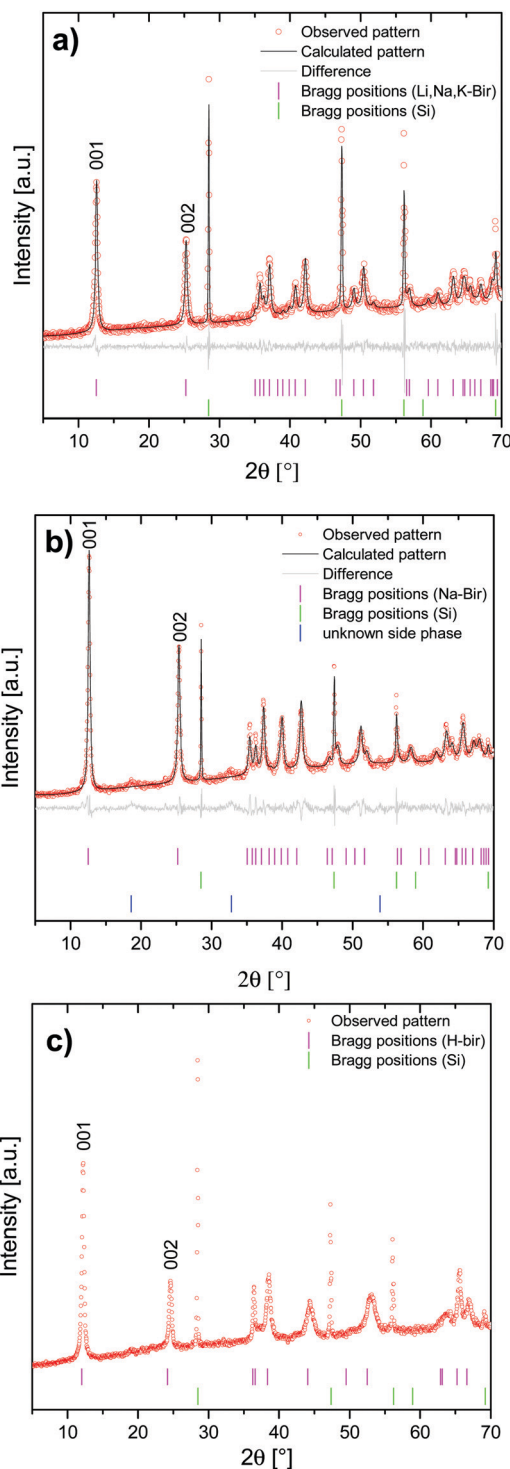 a)
Observed pattern
Calculated pattern
Difference
Bragg positions (Li,Na,K-Bir)
Bragg positions (Si)
001
002
Intensity [a.u.]
10 20 30 40 50 60 70
2θ [°]
b)
Observed pattern
Calculated pattern
Difference
Bragg positions (Na-Bir)
Bragg positions (Si)
unknown side phase
001
002
Intensity [a.u.]
10 20 30 40 50 60 70
2θ [°]
c)
Observed pattern
Bragg positions (H-bir)
Bragg positions (Si)
001
002
Intensity [a.u.]
10 20 30 40 50 60 70
2θ [°]